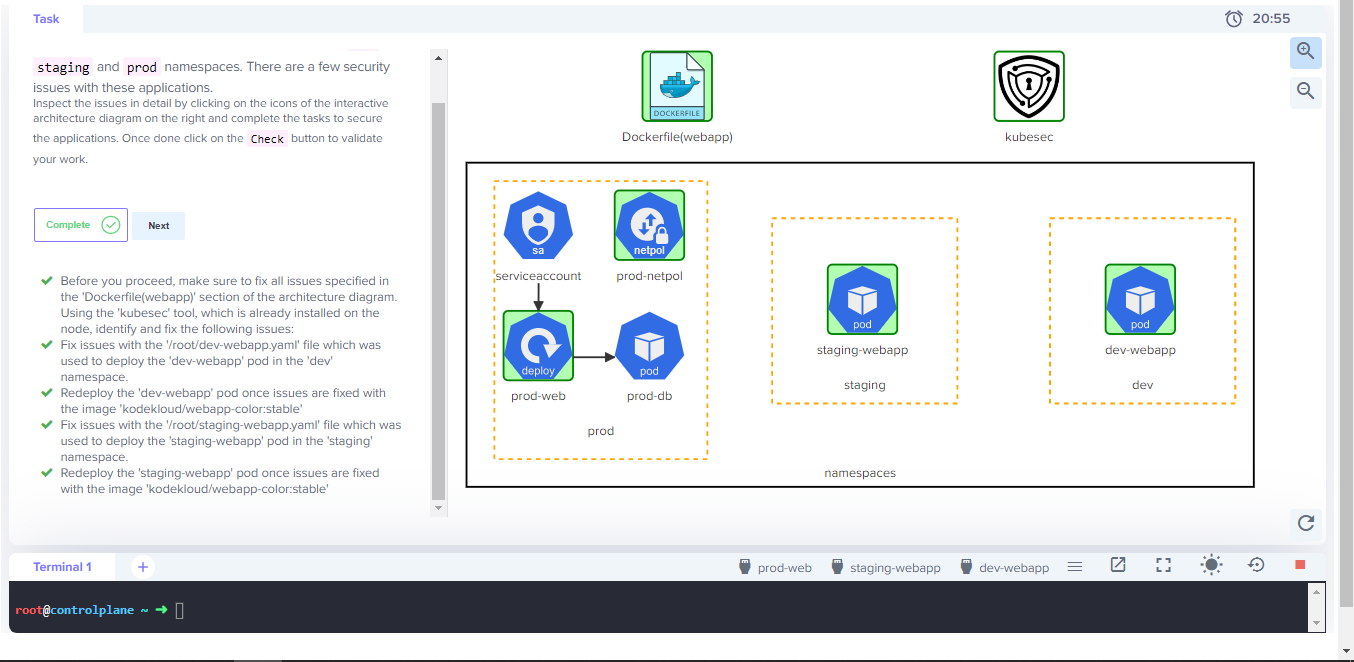 Task
20:55
staging and prod namespaces. There are a few security
issues with these applications.
Inspect the issues in detail by clicking on the icons of the interactive
architecture diagram on the right and complete the tasks to secure
the applications. Once done click on the Check button to validate
your work.
Complete
Next
Before you proceed, make sure to fix all issues specified in
the 'Dockerfile(webapp)' section of the architecture diagram.
Using the 'kubesec' tool, which is already installed on the
node, identify and fix the following issues:
Fix issues with the '/root/dev-webapp.yaml' file which was
used to deploy the 'dev-webapp' pod in the 'dev'
namespace.
Redeploy the 'dev-webapp' pod once issues are fixed with
the image 'kodekloud/webapp-color:stable'
Fix issues with the '/root/staging-webapp.yaml' file which was
used to deploy the 'staging-webapp' pod in the 'staging'
namespace.
Redeploy the 'staging-webapp' pod once issues are fixed
with the image 'kodekloud/webapp-color:stable'
DOCKERFILE
Dockerfile(webapp)
kubesec
sa
serviceaccount
netpol
prod-netpol
deploy
prod-web
pod
prod-db
prod
pod
staging-webapp
staging
pod
dev-webapp
dev
namespaces
Terminal 1
+
prod-web
staging-webapp
dev-webapp
root@controlplane ~ ➜